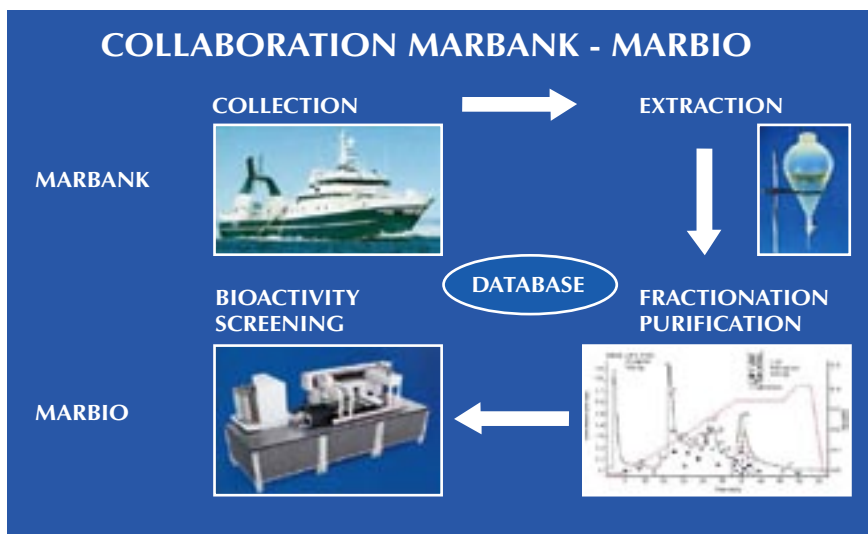 COLLABORATION MARBANK - MARBIO
COLLECTION
EXTRACTION
MARBANK
DATABASE
BIOACTIVITY
SCREENING
FRACTIONATION
PURIFICATION
MARBIO